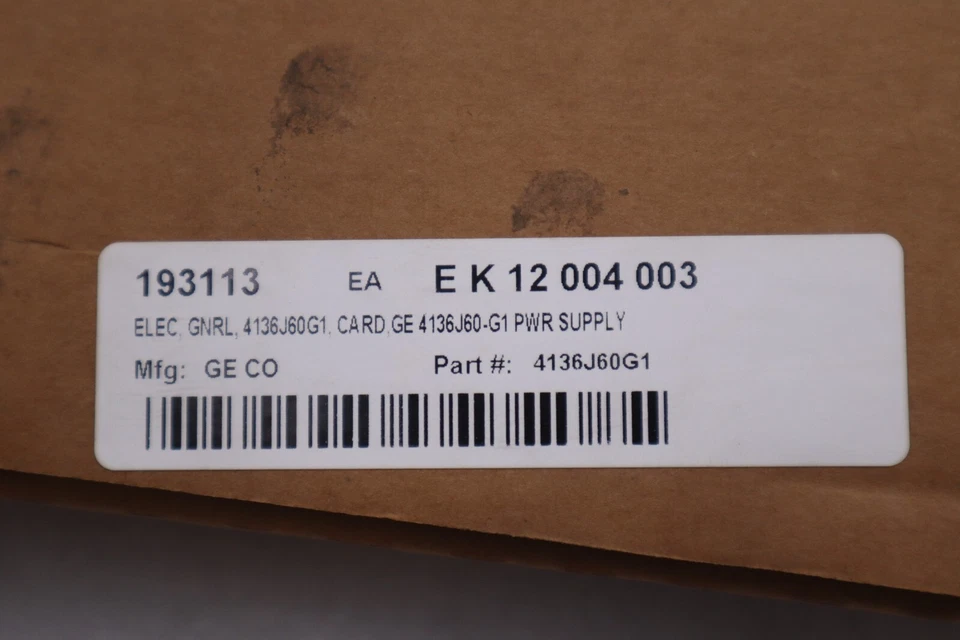 193113 EA E K 12 004 003
ELEC, GNRL, 4136J60G1, CARD,GE 4136J60-G1 PWR SUPPLY
Mfg: GE CO Part #: 4136J60G1